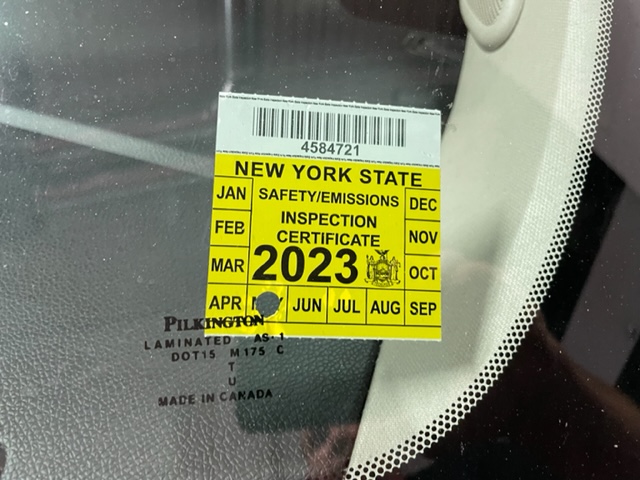 4584721
NEW YORK STATE
JAN SAFETY/EMISSIONS DEC
FEB INSPECTION NOV
CERTIFICATE
MAR 2023 OCT
APR JUN JUL AUG SEP
PILKINGTON
LAMINATED AS-1
DOT15 M175 C
T
U
MADE IN CANADA